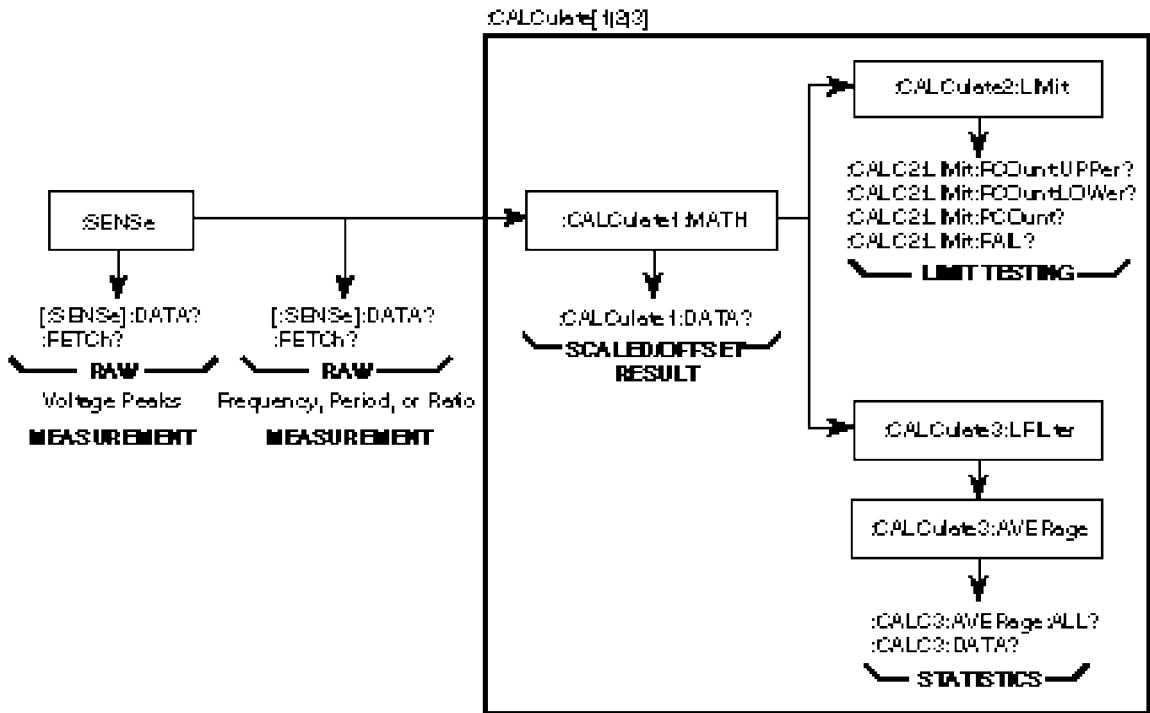 :CALCulate[1|2|3]
:CALCulate2:LIMit
:CALC2:LIMit:FCOunt:UPPer?
:CALC2:LIMit:FCOunt:LOWer?
:CALC2:LIMit:PCOunt?
:CALC2:LIMit:FAIL?
LIMIT TESTING
:SENSe
:CALCulate1:MATH
[:SENSe]:DATA?
:FETCh?
RAW
Voltage Peaks
MEASUREMENT
[:SENSe]:DATA?
:FETCh?
RAW
Frequency, Period, or Ratio
MEASUREMENT
:CALCulate1:DATA?
SCALED/OFFSET
RESULT
:CALCulate3:LFILter
:CALCulate3:AVERage
:CALC3:AVERage:ALL?
:CALC3:DATA?
STATISTICS